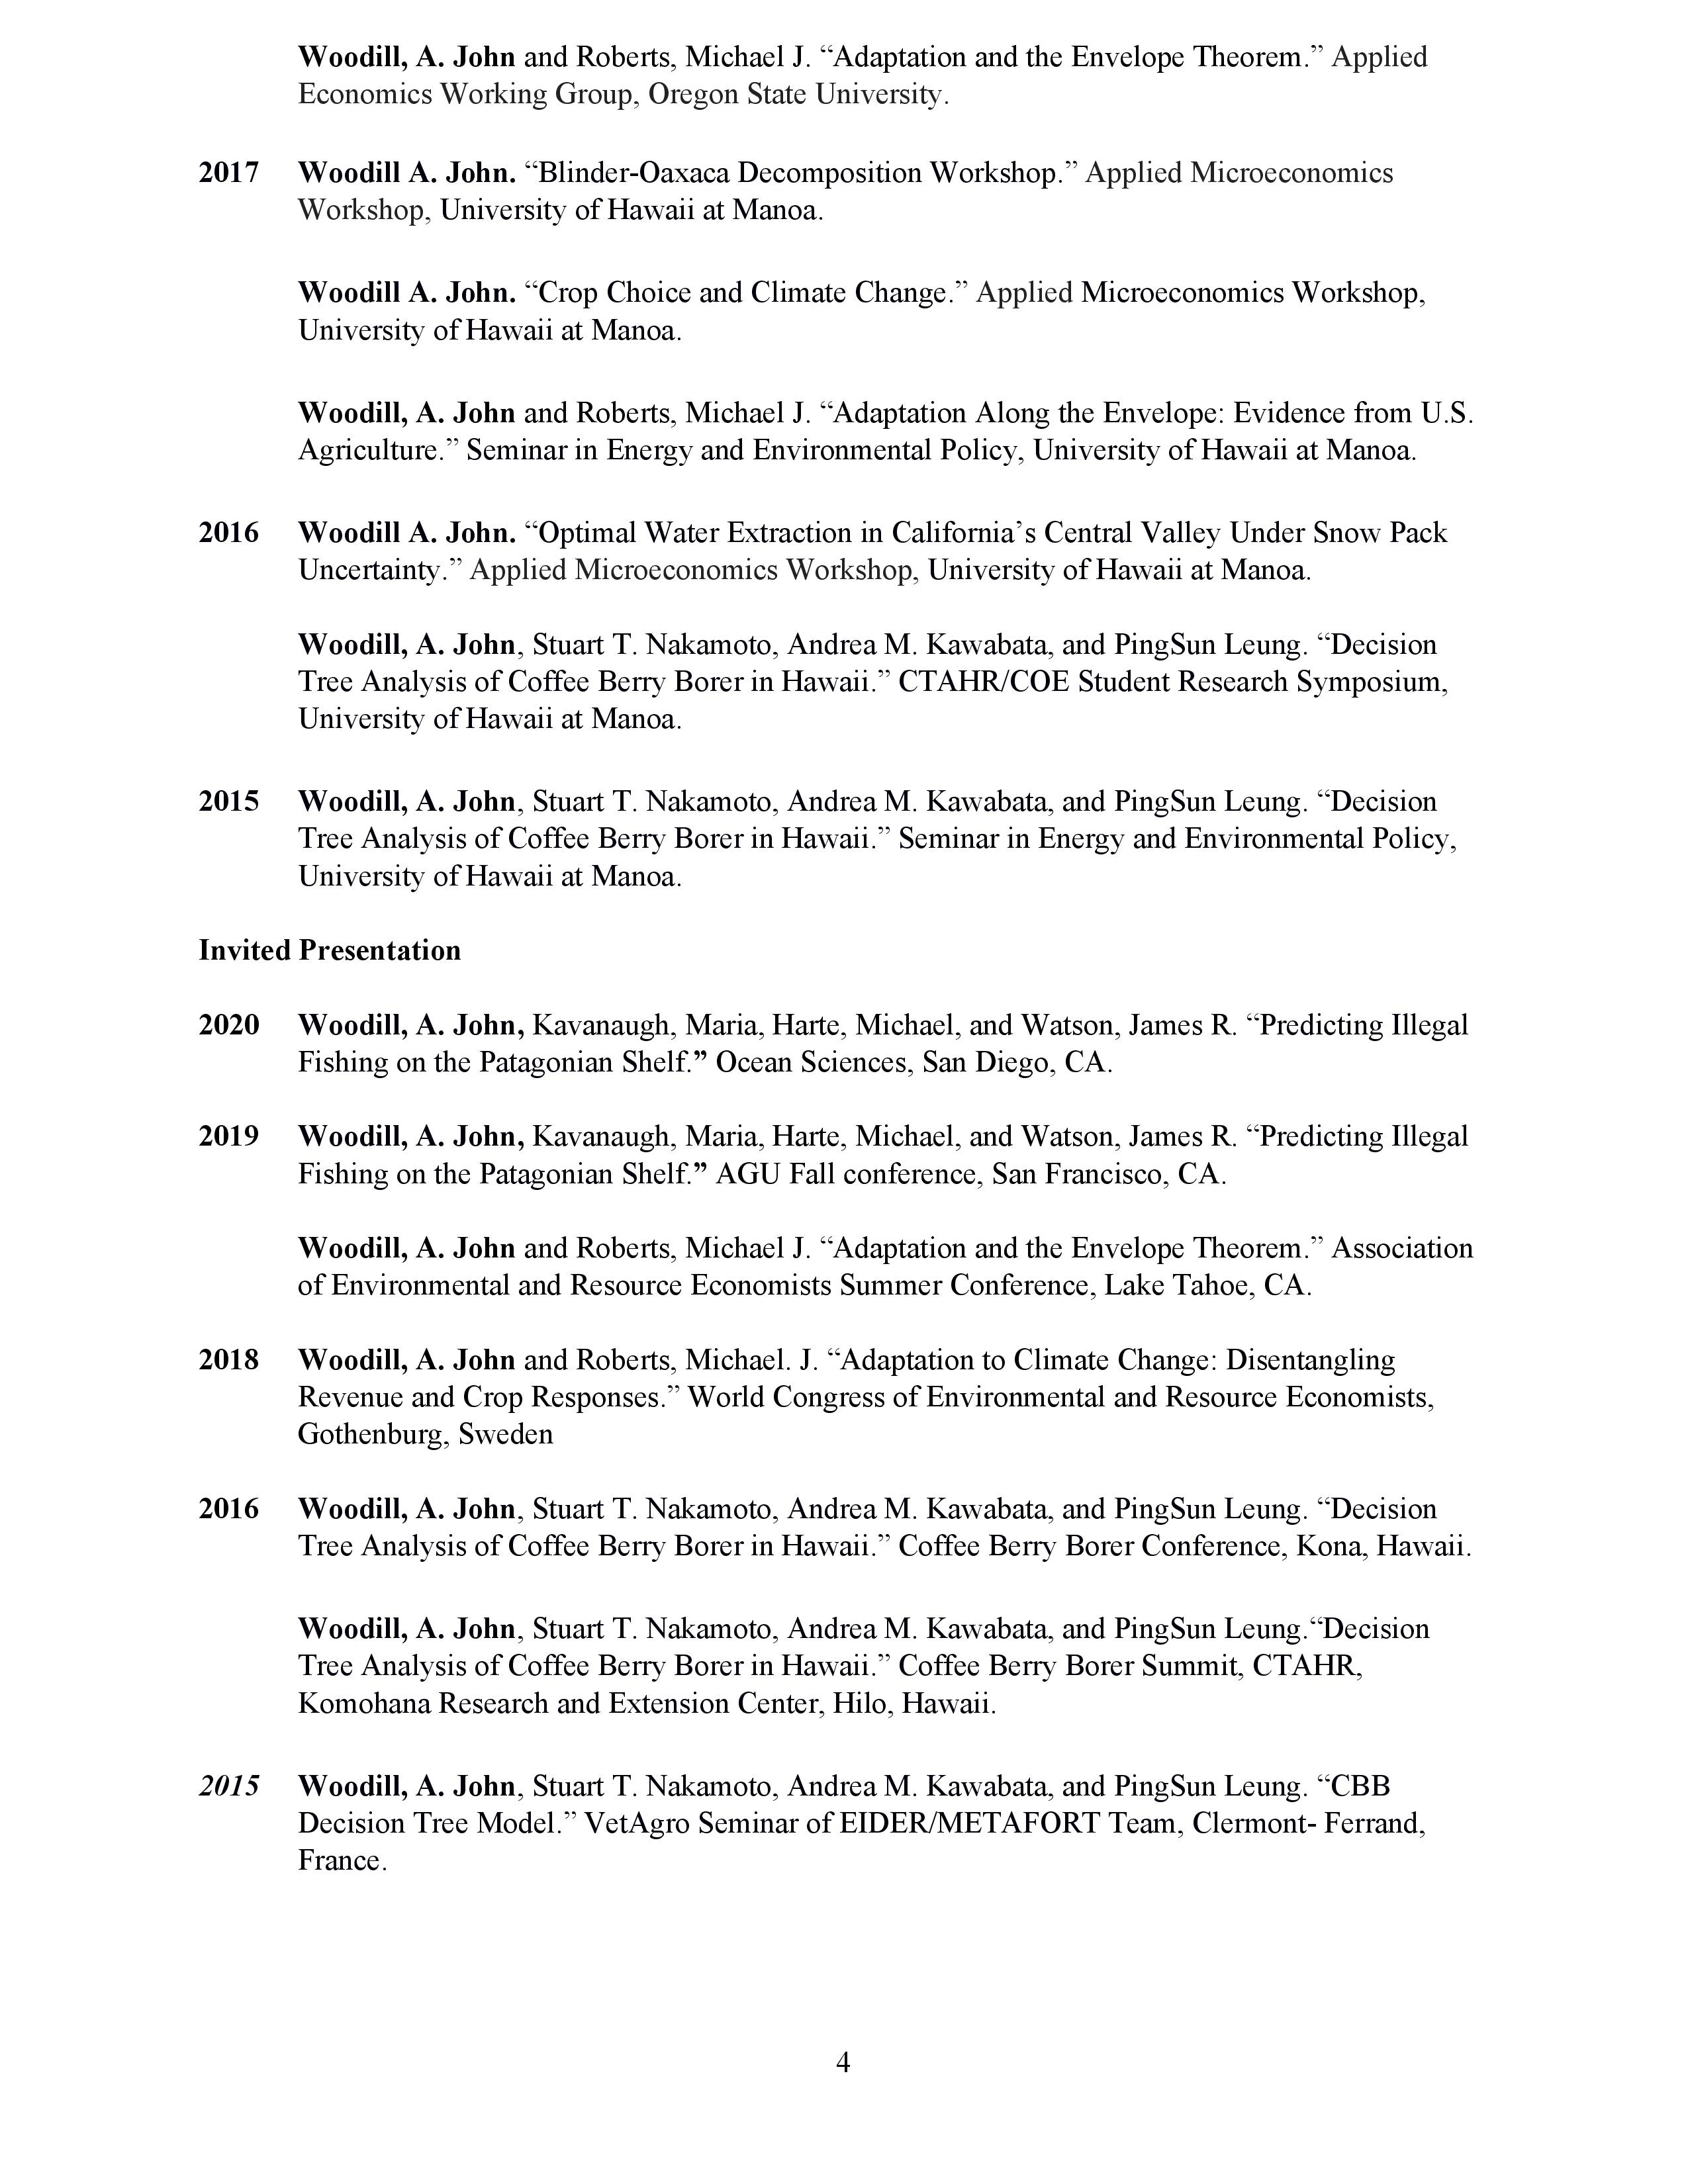 Woodill, A. John and Roberts, Michael J. “Adaptation and the Envelope Theorem.” Applied
Economics Working Group, Oregon State University.
2017 Woodill A. John. “Blinder-Oaxaca Decomposition Workshop.” Applied Microeconomics
Workshop, University of Hawaii at Manoa.
Woodill A. John. “Crop Choice and Climate Change.” Applied Microeconomics Workshop,
University of Hawaii at Manoa.
Woodill, A. John and Roberts, Michael J. “Adaptation Along the Envelope: Evidence from U.S.
Agriculture.” Seminar in Energy and Environmental Policy, University of Hawaii at Manoa.
2016 Woodill A. John. “Optimal Water Extraction in California’s Central Valley Under Snow Pack
Uncertainty.” Applied Microeconomics Workshop, University of Hawaii at Manoa.
Woodill, A. John, Stuart T. Nakamoto, Andrea M. Kawabata, and PingSun Leung. “Decision
Tree Analysis of Coffee Berry Borer in Hawaii.” CTAHR/COE Student Research Symposium,
University of Hawaii at Manoa.
2015 Woodill, A. John, Stuart T. Nakamoto, Andrea M. Kawabata, and PingSun Leung. “Decision
Tree Analysis of Coffee Berry Borer in Hawaii.” Seminar in Energy and Environmental Policy,
University of Hawaii at Manoa.
Invited Presentation
2020 Woodill, A. John, Kavanaugh, Maria, Harte, Michael, and Watson, James R. “Predicting Illegal
Fishing on the Patagonian Shelf.” Ocean Sciences, San Diego, CA.
2019 Woodill, A. John, Kavanaugh, Maria, Harte, Michael, and Watson, James R. “Predicting Illegal
Fishing on the Patagonian Shelf.” AGU Fall conference, San Francisco, CA.
Woodill, A. John and Roberts, Michael J. “Adaptation and the Envelope Theorem.” Association
of Environmental and Resource Economists Summer Conference, Lake Tahoe, CA.
2018 Woodill, A. John and Roberts, Michael. J. “Adaptation to Climate Change: Disentangling
Revenue and Crop Responses.” World Congress of Environmental and Resource Economists,
Gothenburg, Sweden
2016 Woodill, A. John, Stuart T. Nakamoto, Andrea M. Kawabata, and PingSun Leung. “Decision
Tree Analysis of Coffee Berry Borer in Hawaii.” Coffee Berry Borer Conference, Kona, Hawaii.
Woodill, A. John, Stuart T. Nakamoto, Andrea M. Kawabata, and PingSun Leung.“Decision
Tree Analysis of Coffee Berry Borer in Hawaii.” Coffee Berry Borer Summit, CTAHR,
Komohana Research and Extension Center, Hilo, Hawaii.
2015 Woodill, A. John, Stuart T. Nakamoto, Andrea M. Kawabata, and PingSun Leung. “CBB
Decision Tree Model.” VetAgro Seminar of EIDER/METAFORT Team, Clermont- Ferrand,
France.
4